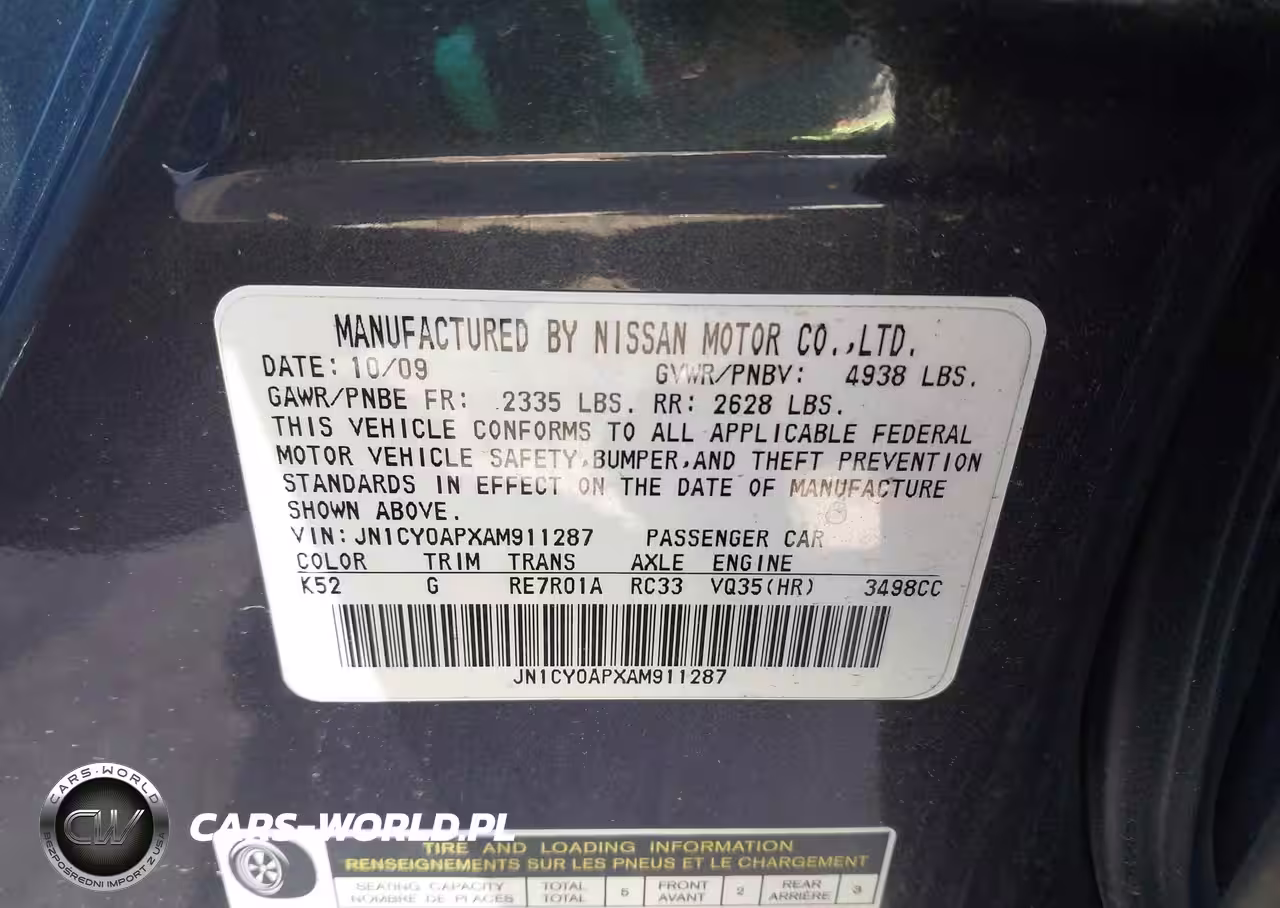 MANUFACTURED BY NISSAN MOTOR CO.,LTD.
DATE: 10/09 GVWR/PNBV: 4938 LBS.
GAWR/PNBE FR: 2335 LBS. RR: 2628 LBS.
THIS VEHICLE CONFORMS TO ALL APPLICABLE FEDERAL
MOTOR VEHICLE SAFETY,BUMPER,AND THEFT PREVENTION
STANDARDS IN EFFECT ON THE DATE OF MANUFACTURE
SHOWN ABOVE.
VIN: JN1CY0APXAM911287 PASSENGER CAR
COLOR TRIM TRANS AXLE ENGINE
K52 G RE7R01A RC33 VQ35(HR) 3498CC
JN1CY0APXAM911287
CARS-WORLD
CW
BEZPOŚREDNI IMPORT Z USA
CARS-WORLD.PL
TIRE AND LOADING INFORMATION
RENSEIGNEMENTS SUR LES PNEUS ET LE CHARGEMENT
SEATING CAPACITY TOTAL 5 FRONT 2 REAR 3
NOMBRE DE PLACES TOTAL AVANT ARRIÈRE